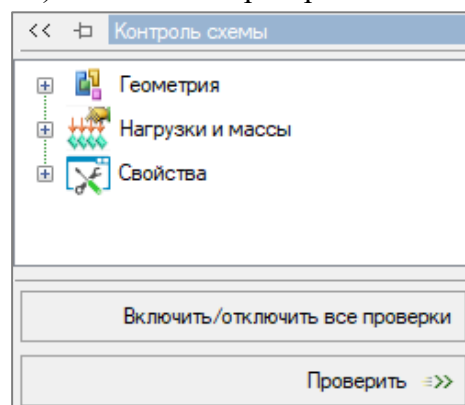 << Контроль схемы
Геометрия
Нагрузки и массы
Свойства
Включить/отключить все проверки
Проверить